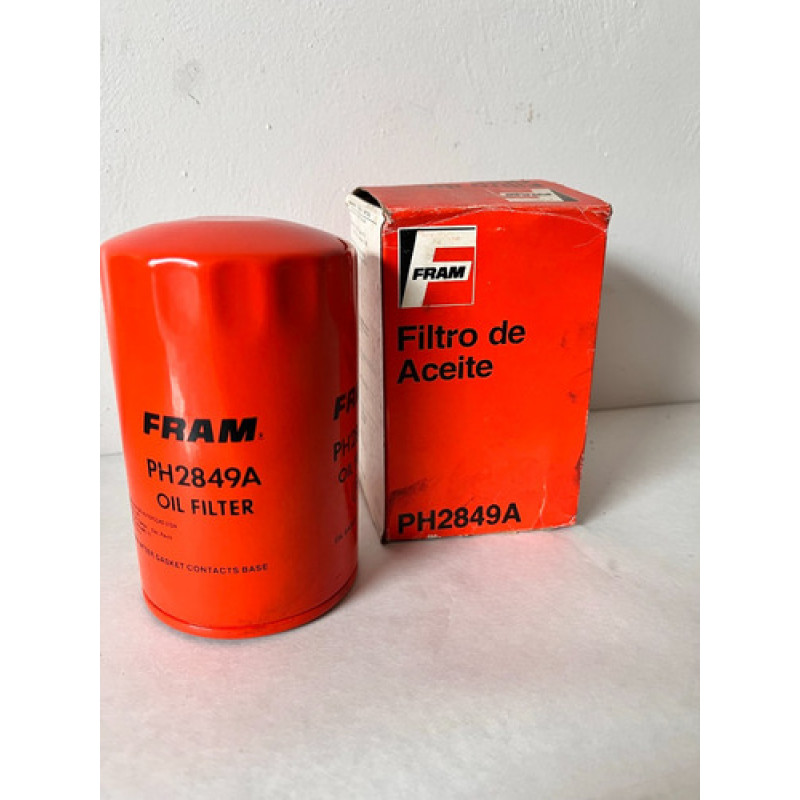 FRAM
PH2849A
OIL FILTER
GASKET CONTACTS BASE
FRAM
Filtro de
Aceite
PH2849A